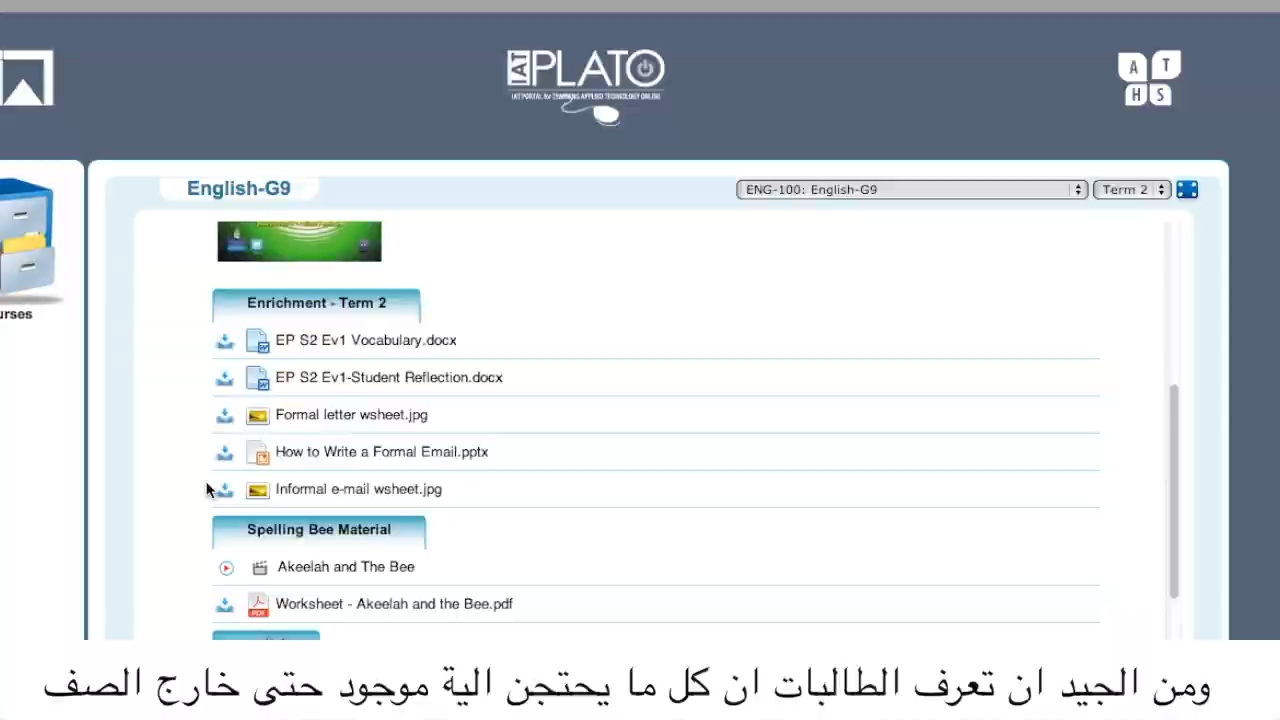 IAT PLATO
IAT PORTAL for LEARNING APPLIED TECHNOLOGY ONLINE
A T
H S
English-G9
ENG-100: English-G9
Term 2
urses
Enrichment - Term 2
EP S2 Ev1 Vocabulary.docx
EP S2 Ev1-Student Reflection.docx
Formal letter wsheet.jpg
How to Write a Formal Email.pptx
Informal e-mail wsheet.jpg
Spelling Bee Material
Akeelah and The Bee
Worksheet - Akeelah and the Bee.pdf
ومن الجيد ان تعرف الطالبات ان كل ما يحتجن الية موجود حتى خارج الصف